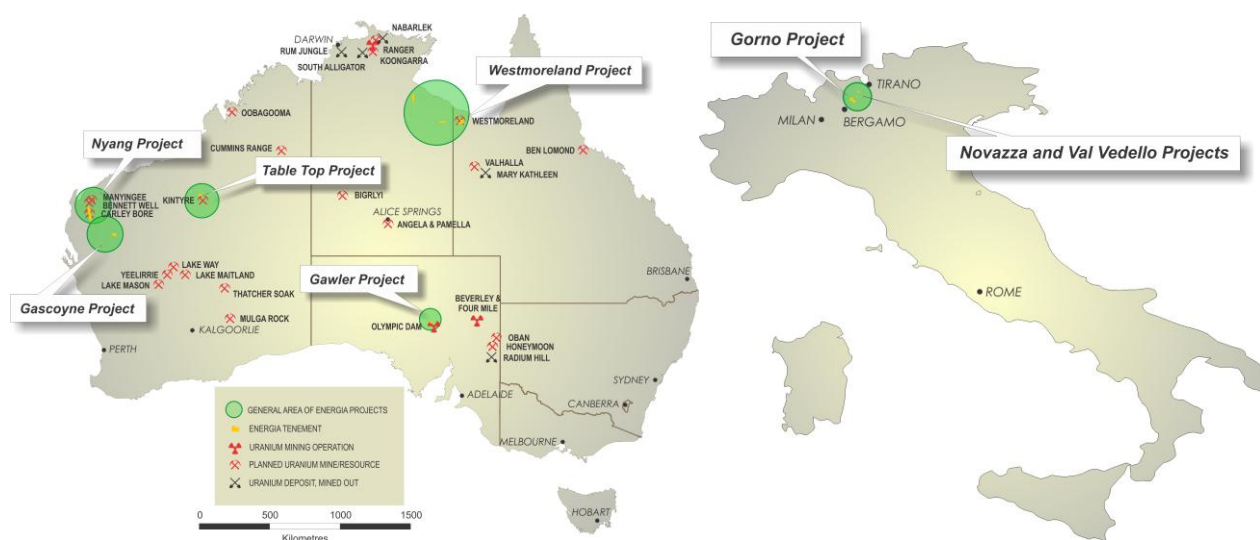 NABARLEK
DARWIN
RUM JUNGLE
RANGER
KOONGARRA
SOUTH ALLIGATOR
Westmoreland Project
OOBAGOOMA
WESTMORELAND
Nyang Project
CUMMINS RANGE
Table Top Project
BEN LOMOND
VALHALLA
MARY KATHLEEN
MANYINGEE
BENNETT WELL
CARLEY BORE
KINTYRE
BIGRLYI
ALICE SPRINGS
ANGELA & PAMELLA
LAKE WAY
YEELIRRIE
LAKE MAITLAND
LAKE MASON
THATCHER SOAK
Gawler Project
BRISBANE
Gascoyne Project
BEVERLEY &
FOUR MILE
MULGA ROCK
KALGOORLIE
OLYMPIC DAM
OBAN
HONEYMOON
RADIUM HILL
PERTH
SYDNEY
ADELAIDE
CANBERRA
MELBOURNE
HOBART
GENERAL AREA OF ENERGIA PROJECTS
ENERGIA TENEMENT
URANIUM MINING OPERATION
PLANNED URANIUM MINE/RESOURCE
URANIUM DEPOSIT, MINED OUT
0 500 1000 1500
Kilometres
Gorno Project
TIRANO
MILAN
BERGAMO
Novazza and Val Vedello Projects
ROME